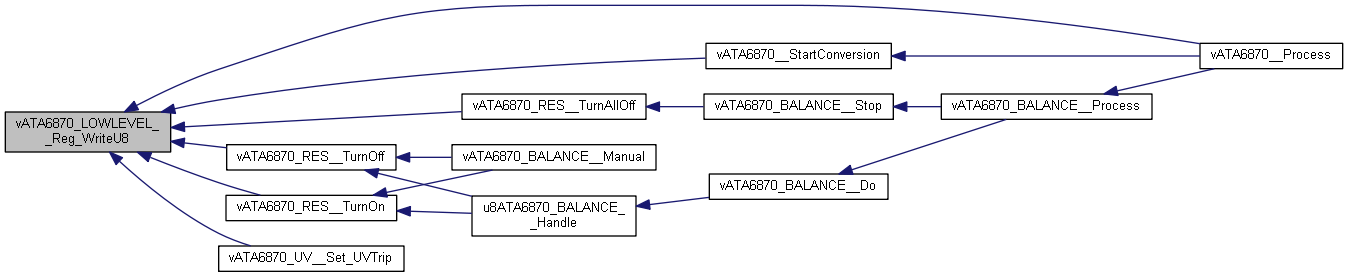 vATA6870_LOWLEVEL_
_Reg_WriteU8
vATA6870__Process
vATA6870__StartConversion
vATA6870_RES__TurnAllOff
vATA6870_BALANCE__Stop
vATA6870_BALANCE__Process
vATA6870_RES__TurnOff
vATA6870_BALANCE__Manual
vATA6870_BALANCE__Do
vATA6870_RES__TurnOn
u8ATA6870_BALANCE_
_Handle
vATA6870_UV__Set_UVTrip